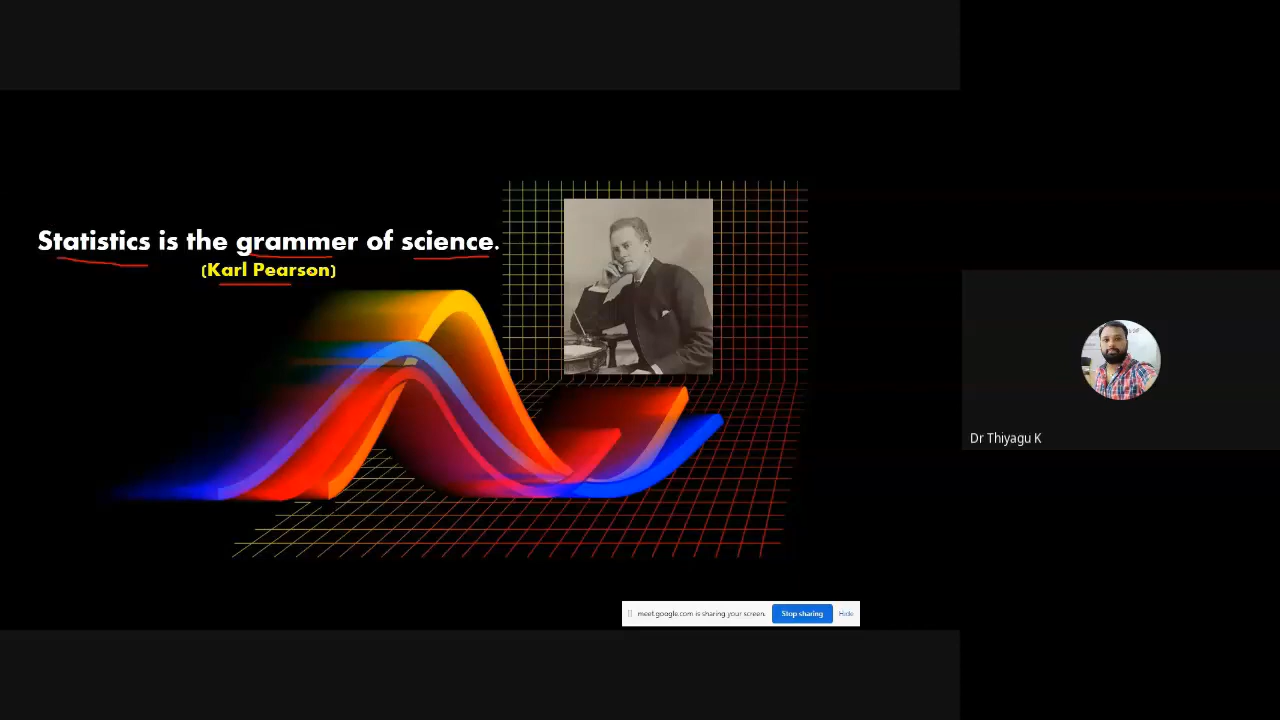 Statistics is the grammer of science.
(Karl Pearson)
Dr Thiyagu K
meet.google.com is sharing your screen.
Stop sharing
Hide